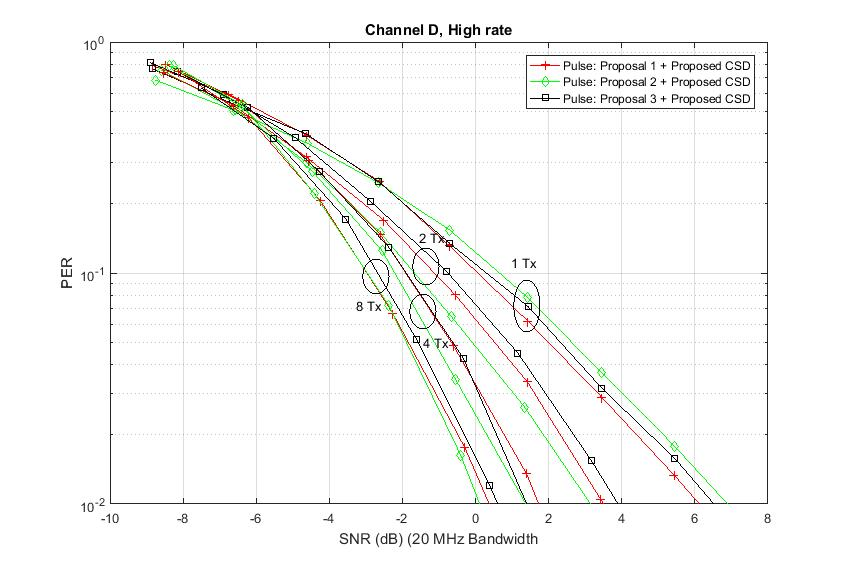 Channel D, High rate
Pulse: Proposal 1 + Proposed CSD
Pulse: Proposal 2 + Proposed CSD
Pulse: Proposal 3 + Proposed CSD
10^0
10^-1
10^-2
PER
2 Tx
1 Tx
8 Tx
4 Tx
-10 -8 -6 -4 -2 0 2 4 6 8
SNR (dB) (20 MHz Bandwidth